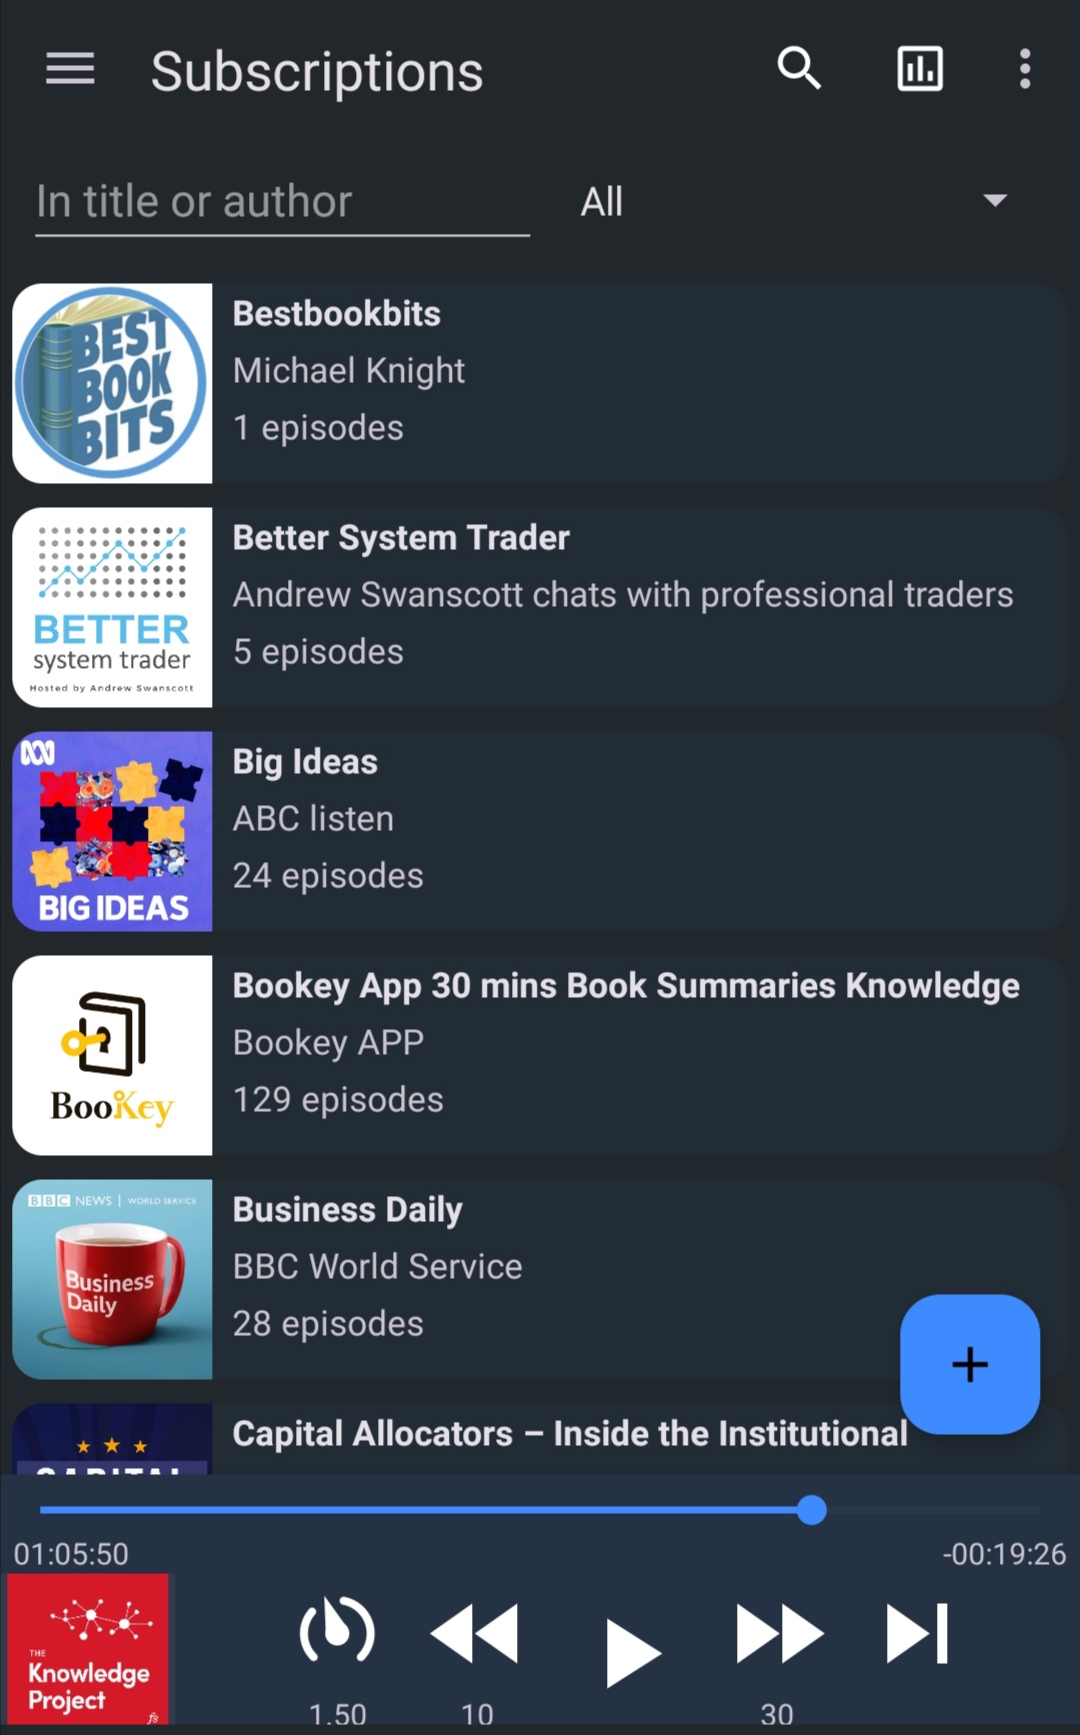 Subscriptions
In title or author
All
BEST
BOOK
BITS
Bestbookbits
Michael Knight
1 episodes
BETTER
system trader
Hosted by Andrew Swanscott
Better System Trader
Andrew Swanscott chats with professional traders
5 episodes
BIG IDEAS
Big Ideas
ABC listen
24 episodes
BooKey
Bookey App 30 mins Book Summaries Knowledge
Bookey APP
129 episodes
BBC NEWS | WORLD SERVICE
Business
Daily
Business Daily
BBC World Service
28 episodes
CAPITAL
Capital Allocators – Inside the Institutional
01:05:50
-00:19:26
THE
Knowledge
Project
fs
1.50
10
30